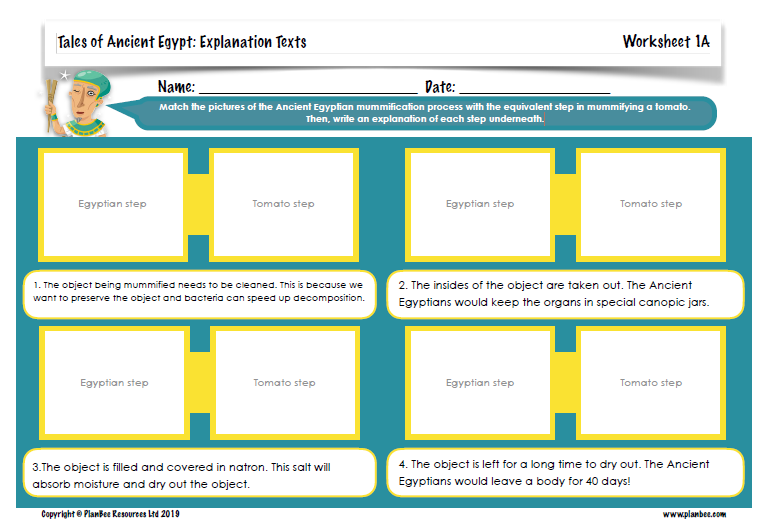 Tales of Ancient Egypt: Explanation Texts
Worksheet 1A
Name: Date:
Match the pictures of the Ancient Egyptian mummification process with the equivalent step in mummifying a tomato.
Then, write an explanation of each step underneath.
Egyptian step
Tomato step
Egyptian step
Tomato step
1. The object being mummified needs to be cleaned. This is because we
want to preserve the object and bacteria can speed up decomposition.
2. The insides of the object are taken out. The Ancient
Egyptians would keep the organs in special canopic jars.
Egyptian step
Tomato step
Egyptian step
Tomato step
3.The object is filled and covered in natron. This salt will
absorb moisture and dry out the object.
4. The object is left for a long time to dry out. The Ancient
Egyptians would leave a body for 40 days!
Copyright © PlanBee Resources Ltd 2019
www.planbee.com